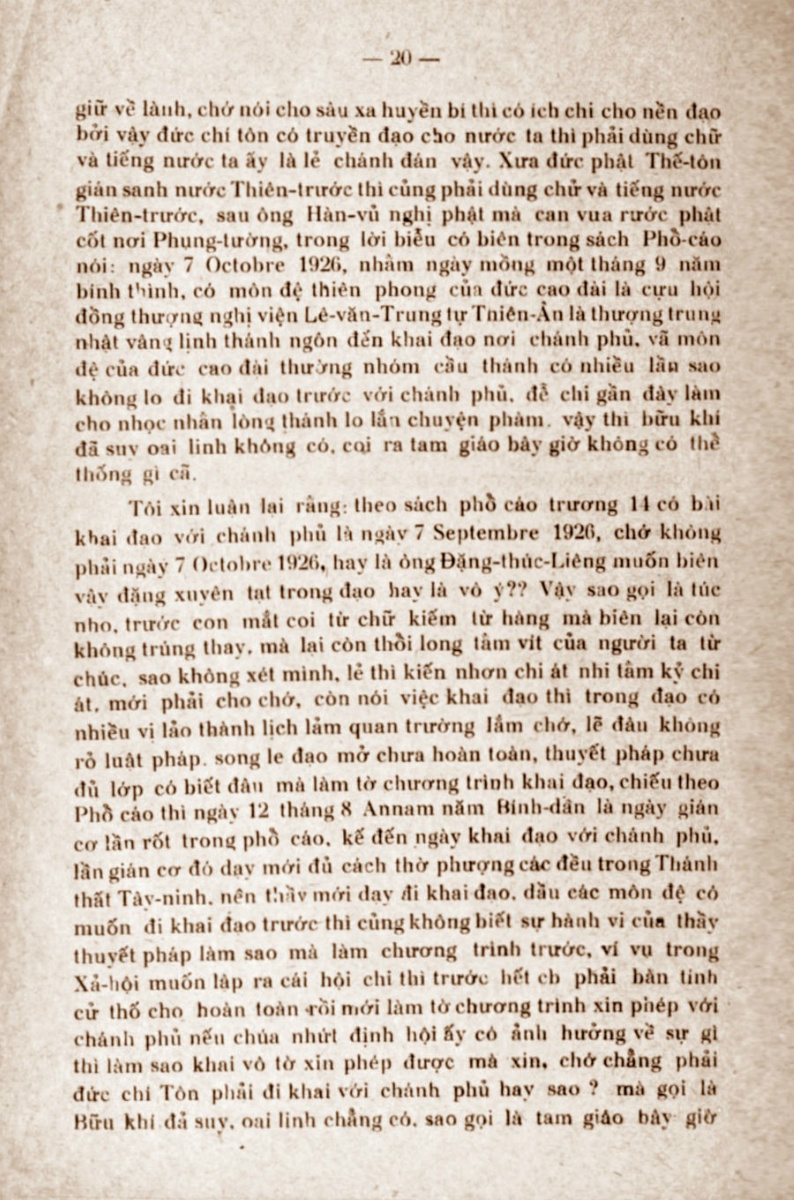 — 20 —
giữ về lành, chớ nói cho sâu xa huyền bí thì có ích chi cho nền đạo
bởi vậy đức chí tôn có truyền đạo cho nước ta thì phải dùng chữ
và tiếng nước ta ấy là lẻ chánh đán vậy. Xưa đức phật Thế-tôn
gián sanh nước Thiên-trước thì củng phải dùng chử và tiếng nước
Thiên-trước, sau ông Hàn-vủ nghị phật mà can vua rước phật
cốt nơi Phụng-tường, trong lời biễu có biên trong sách Phồ-cáo
nói: ngày 7 Octobre 1926, nhằm ngày mồng một tháng 9 năm
bính thình, có môn đệ thiên phong của đức cao đài là cựu hội
đồng thượng nghị viện Lê-văn-Trung tự Tniên-Ân là thượng trung
nhật vâng lịnh thánh ngôn đến khai đạo nơi chánh phủ, vã môn
đệ của đức cao đài thường nhóm cầu thánh có nhiều lần sao
không lo đi khai đạo trước với chánh phủ, để chi gần đây làm
cho nhọc nhằn lòng thánh lo lắn chuyện phàm, vậy thì bữu khí
đã suy oai linh không có, coi ra tam giáo bây giờ không có thể
thống gì cã.
Tôi xin luận lại rằng: theo sách phồ cáo trương 14 có bài
khai đạo với chánh phủ là ngày 7 Septembre 1926, chớ không
phải ngày 7 Octobre 1926, hay là ông Đặng-thúc-Liêng muốn biên
vậy đặng xuyên tạt trong đạo hay là vô ý?? Vậy sao gọi là túc
nho, trước con mắt coi từ chữ kiếm từ hàng mà biên lại còn
không trúng thay, mà lại còn thồi long tầm vít của người ta từ
chúc, sao không xét mình, lẻ thì kiến nhơn chi át nhi tầm kỷ chi
át, mới phải cho chớ, còn nói việc khai đạo thì trong đạo có
nhiều vị lảo thành lịch lảm quan trường lắm chớ, lẽ đâu không
rỏ luật pháp, song le đạo mở chưa hoàn toàn, thuyết pháp chưa
đủ lớp có biết đâu mà làm tờ chương trình khai đạo, chiếu theo
Phồ cáo thì ngày 12 tháng 8 Annam năm Bính-dần là ngày gián
cơ lần rốt trong phồ cáo, kế đến ngày khai đạo với chánh phủ,
lần gián cơ đó dạy mới đủ cách thờ phượng các đều trong Thánh
thất Tây-ninh, nên thầy mới dạy đi khai đạo, dầu các môn đệ có
muốn đi khai đạo trước thì củng không biết sự hành vi của thầy
thuyết pháp làm sao mà làm chương trình trước, ví vụ trong
Xả-hội muốn lập ra cái hội chi thì trước hết cb phải bàn tính
cử thố cho hoàn toàn rồi mới làm tờ chương trình xin phép với
chánh phủ nếu chúa nhứt định hội ấy có ảnh hưởng về sự gì
thì làm sao khai vô tờ xin phép được mà xin, chớ chẳng phải
đức chí Tôn phải đi khai với chánh phủ hay sao ? mà gọi là
Bữu khí đả suy, oai linh chẳng có, sao gọi là tam giáo bây giờ